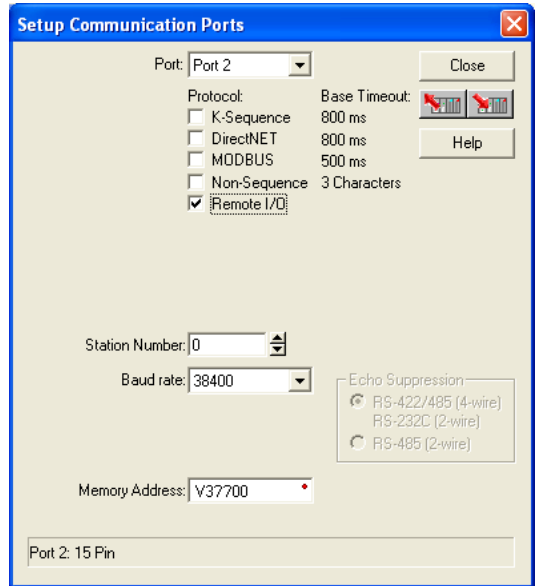 Setup Communication Ports
Port: Port 2
Close
Protocol: Base Timeout:
K-Sequence 800 ms
DirectNET 800 ms
Help
MODBUS 500 ms
Non-Sequence 3 Characters
Remote I/O
Station Number: 0
Baud rate: 38400
Echo Suppression
RS-422/485 (4-wire)
RS-232C (2-wire)
RS-485 (2-wire)
Memory Address: V37700
Port 2: 15 Pin